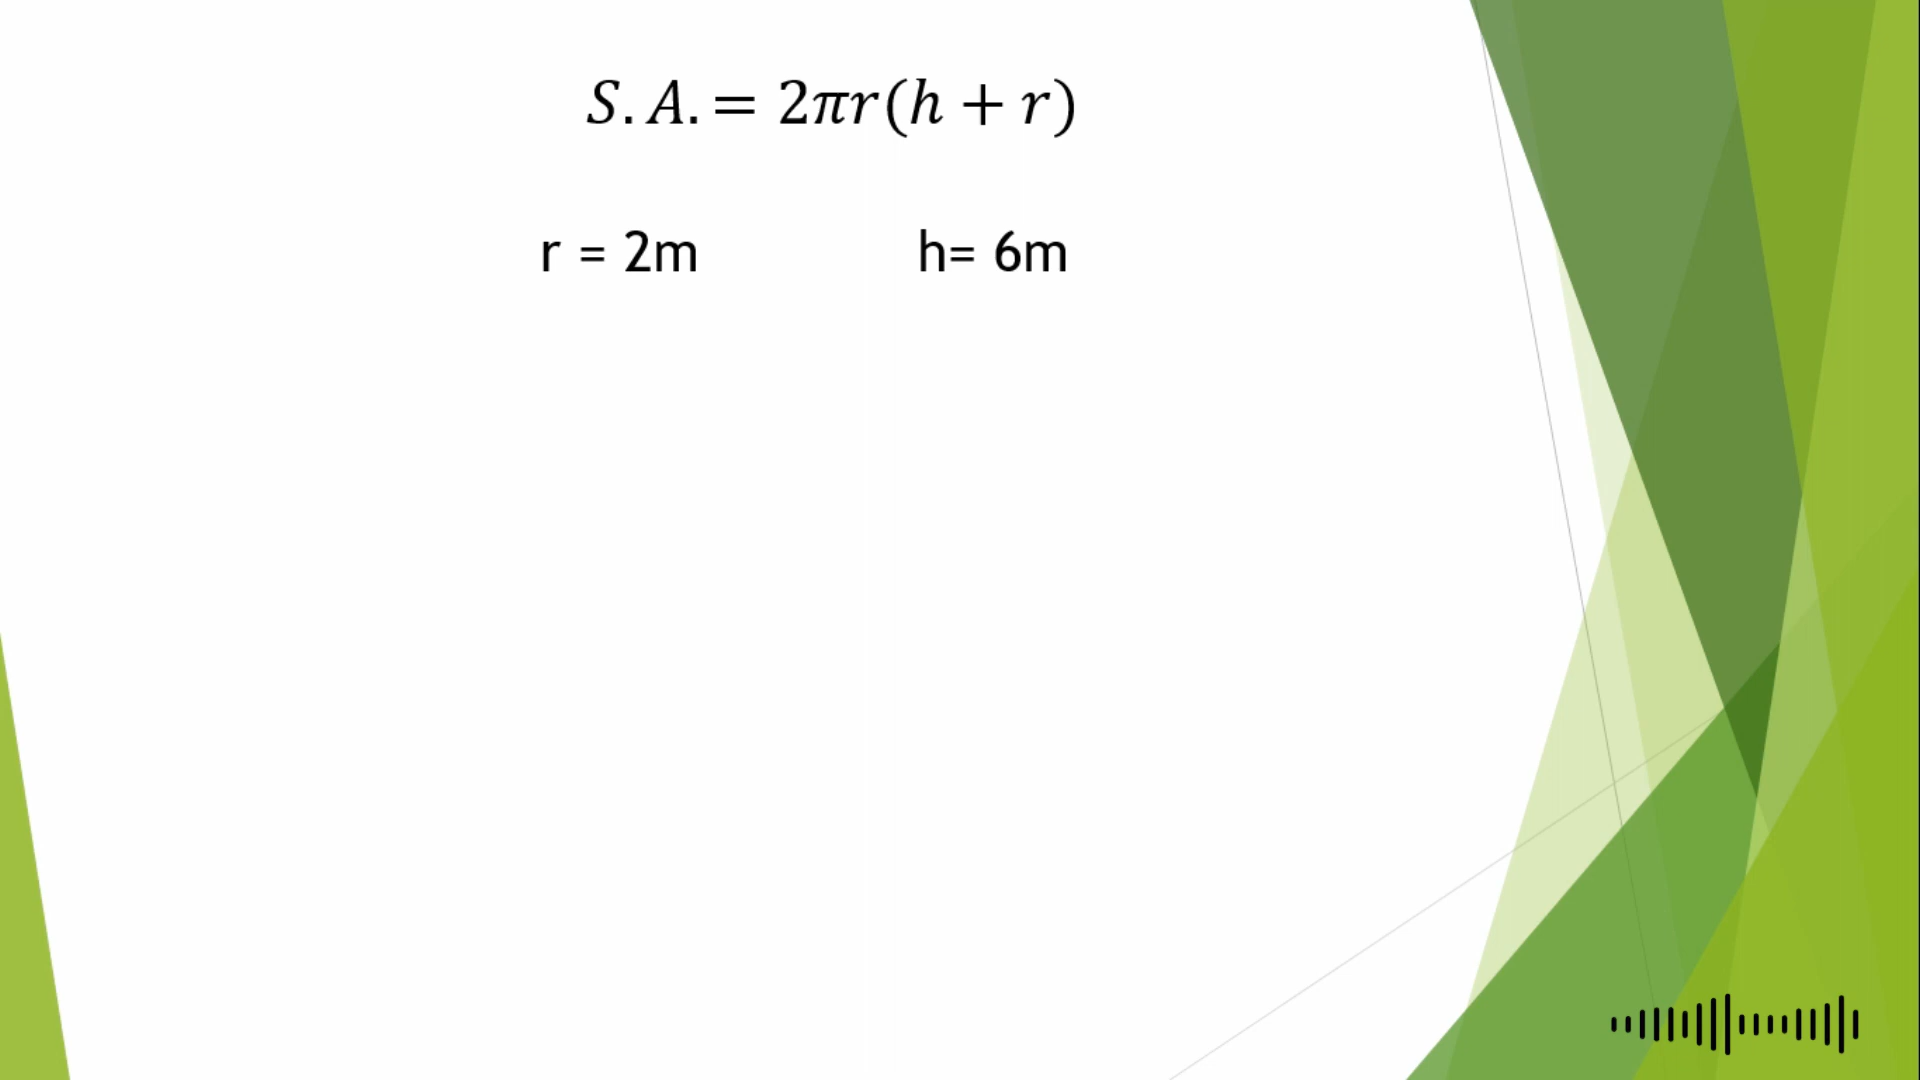 S.A.= 2πr(h + r)
r = 2m h= 6m